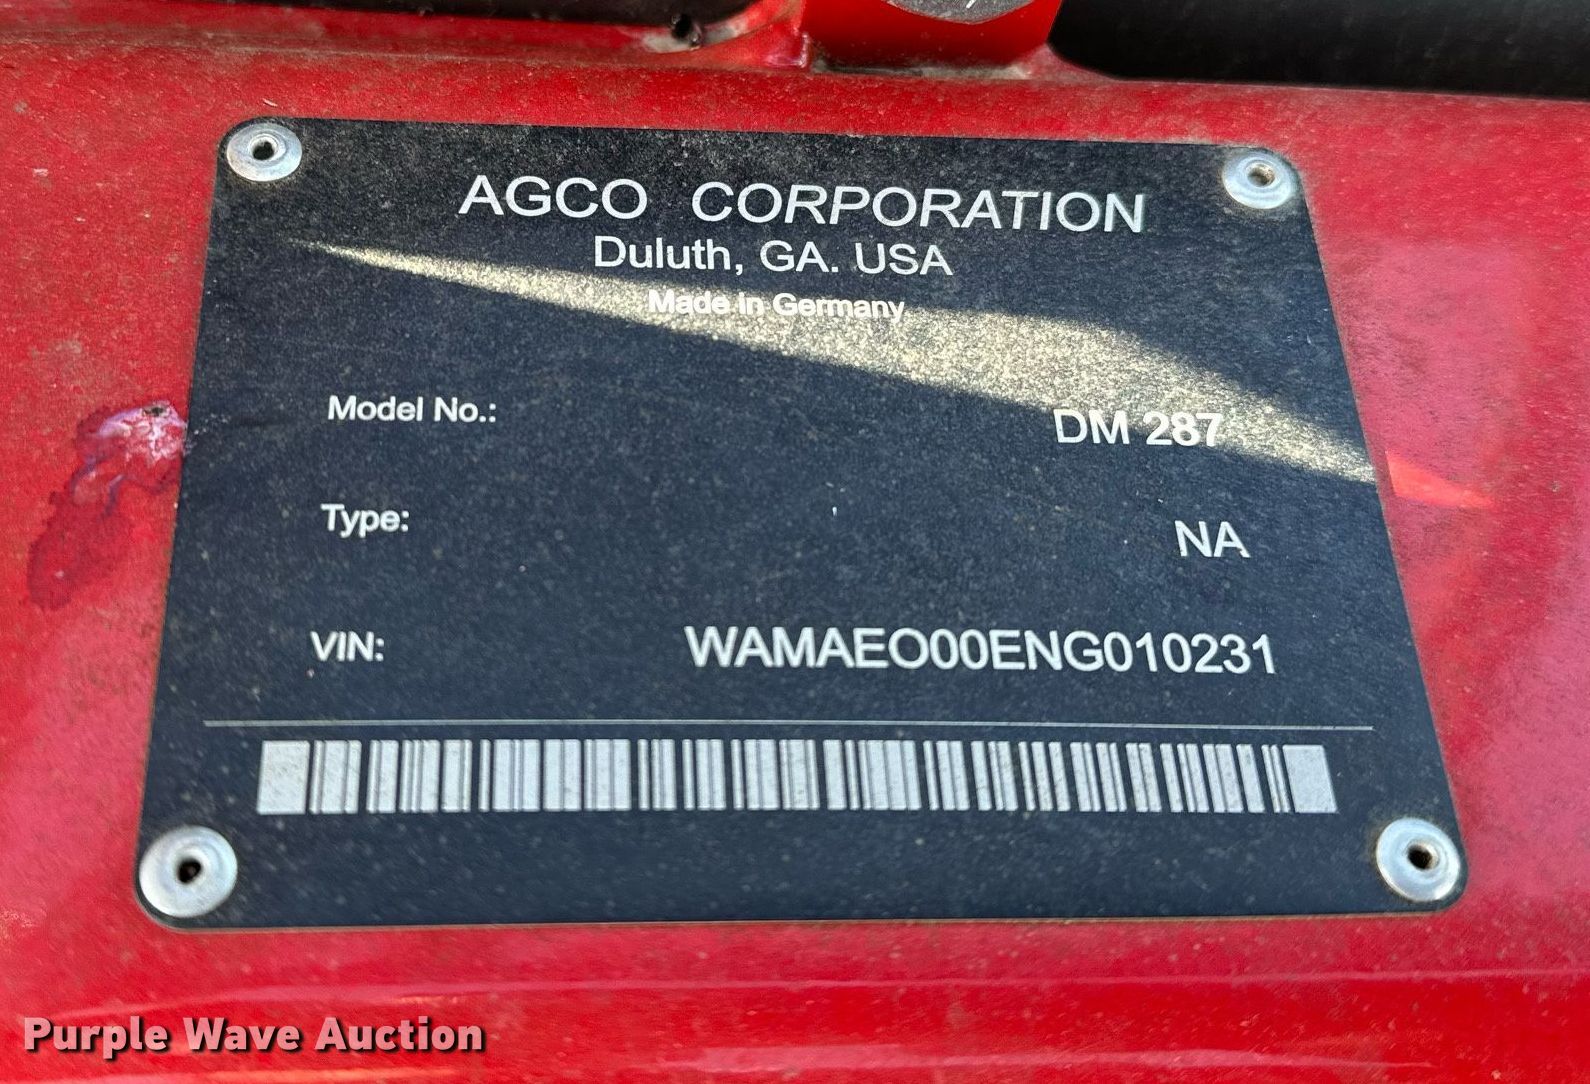 AGCO CORPORATION
Duluth, GA. USA
Made in Germany
Model No.: DM 287
Type: NA
VIN: WAMAEO00ENG010231
Purple Wave Auction